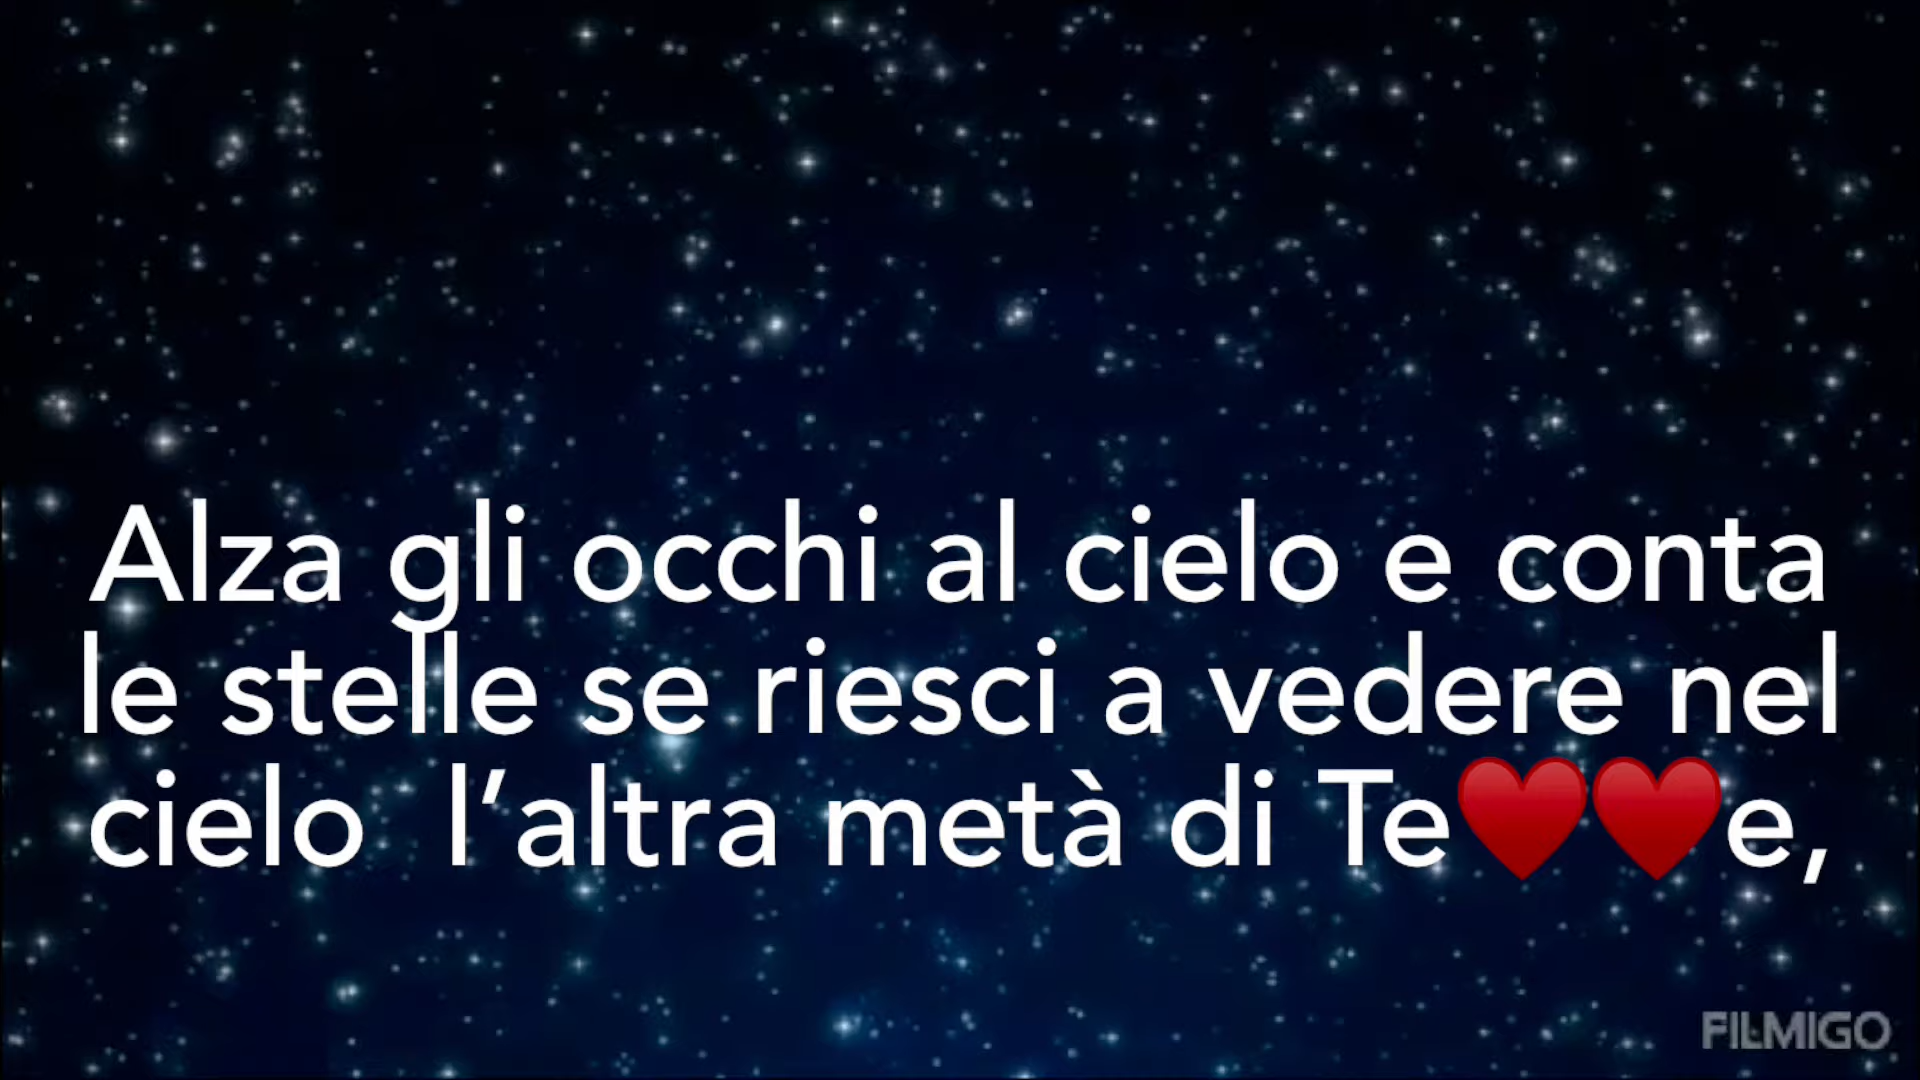 Alza gli occhi al cielo e conta
le stelle se riesci a vedere nel
cielo  l’altra metà di Te♥️♥️e,
FILMIGO